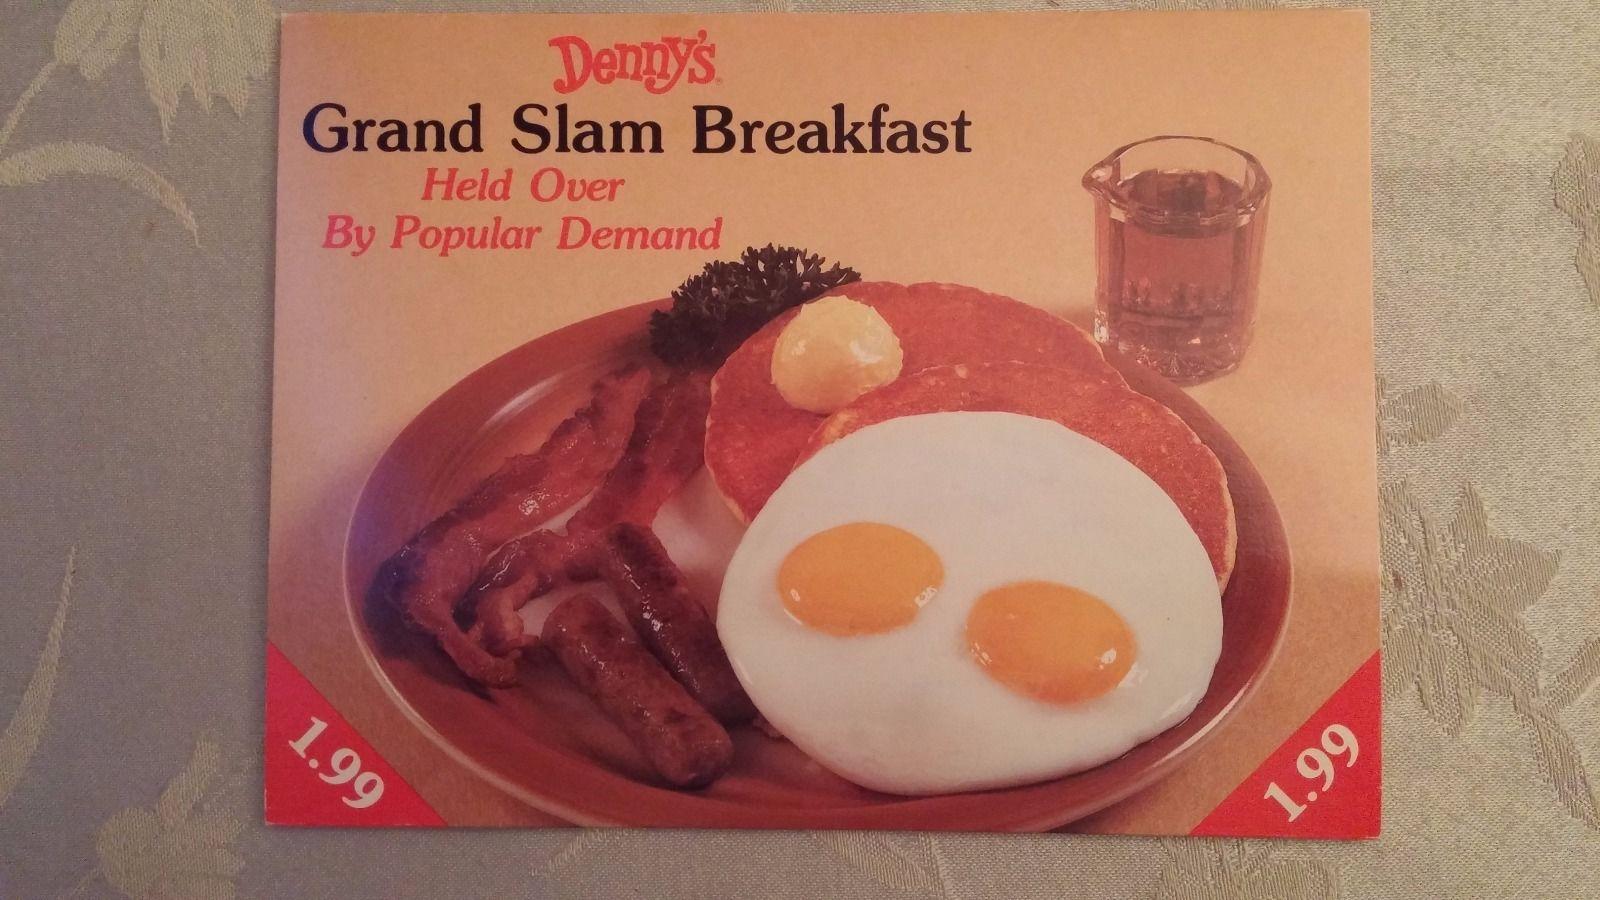 Denny's
Grand Slam Breakfast
Held Over
By Popular Demand
1.99
1.99